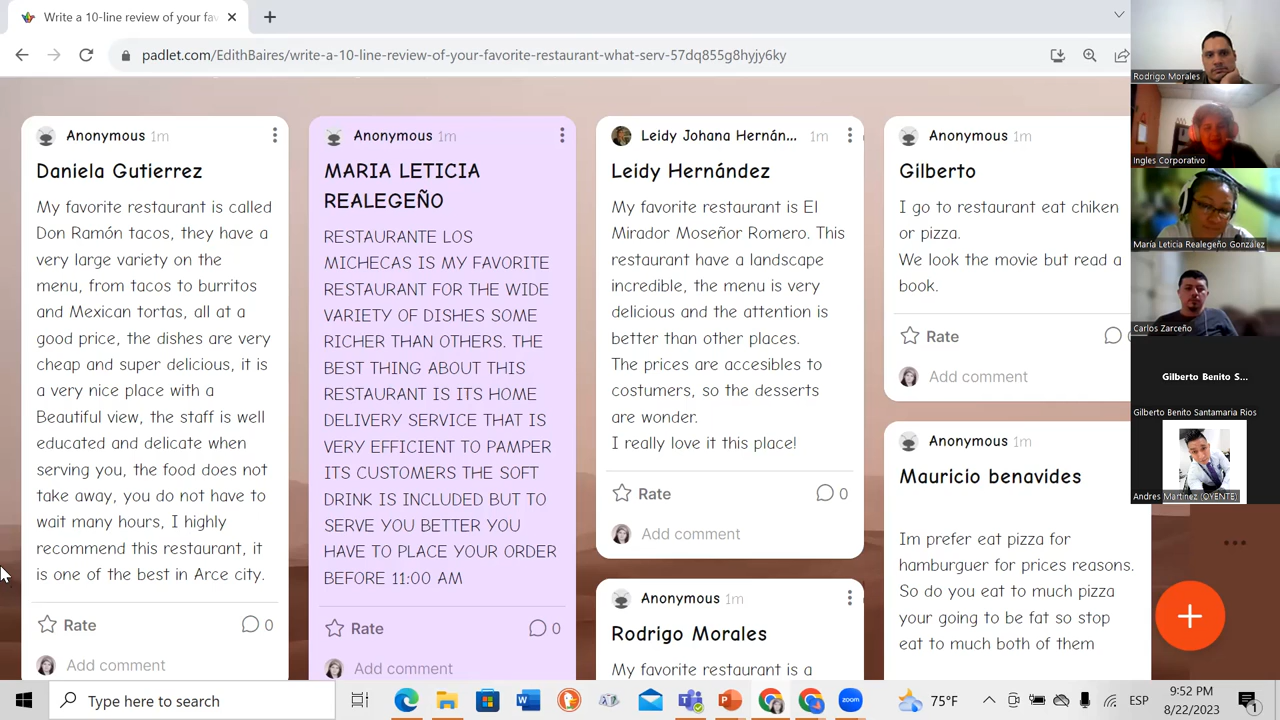 Write a 10-line review of your fav
padlet.com/EdithBaires/write-a-10-line-review-of-your-favorite-restaurant-what-serv-57dq855g8hyjy6ky
Anonymous 1m
Daniela Gutierrez
My favorite restaurant is called
Don Ramón tacos, they have a
very large variety on the
menu, from tacos to burritos
and Mexican tortas, all at a
good price, the dishes are very
cheap and super delicious, it is
a very nice place with a
Beautiful view, the staff is well
educated and delicate when
serving you, the food does not
take away, you do not have to
wait many hours, I highly
recommend this restaurant, it
is one of the best in Arce city.
Rate
0
Add comment
Anonymous 1m
MARIA LETICIA
REALEGEÑO
RESTAURANTE LOS
MICHECAS IS MY FAVORITE
RESTAURANT FOR THE WIDE
VARIETY OF DISHES SOME
RICHER THAN OTHERS. THE
BEST THING ABOUT THIS
RESTAURANT IS ITS HOME
DELIVERY SERVICE THAT IS
VERY EFFICIENT TO PAMPER
ITS CUSTOMERS THE SOFT
DRINK IS INCLUDED BUT TO
SERVE YOU BETTER YOU
HAVE TO PLACE YOUR ORDER
BEFORE 11:00 AM
Rate
0
Add comment
Leidy Johana Hernán... 1m
Leidy Hernández
My favorite restaurant is El
Mirador Moseñor Romero. This
restaurant have a landscape
incredible, the menu is very
delicious and the attention is
better than other places.
The prices are accesibles to
costumers, so the desserts
are wonder.
I really love it this place!
Rate
0
Add comment
Anonymous 1m
Rodrigo Morales
My favorite restaurant is a
Anonymous 1m
Gilberto
I go to restaurant eat chiken
or pizza.
We look the movie but read a
book.
Rate
Add comment
Anonymous 1m
Mauricio benavides
Im prefer eat pizza for
hamburguer for prices reasons.
So do you eat to much pizza
your going to be fat so stop
eat to much both of them
Rodrigo Morales
Ingles Corporativo
María Leticia Realegeño González
Carlos Zarceño
Gilberto Benito S...
Gilberto Benito Santamaria Rios
Andres Martinez (OYENTE)
Type here to search
zoom
75°F
ESP
9:52 PM
8/22/2023
1